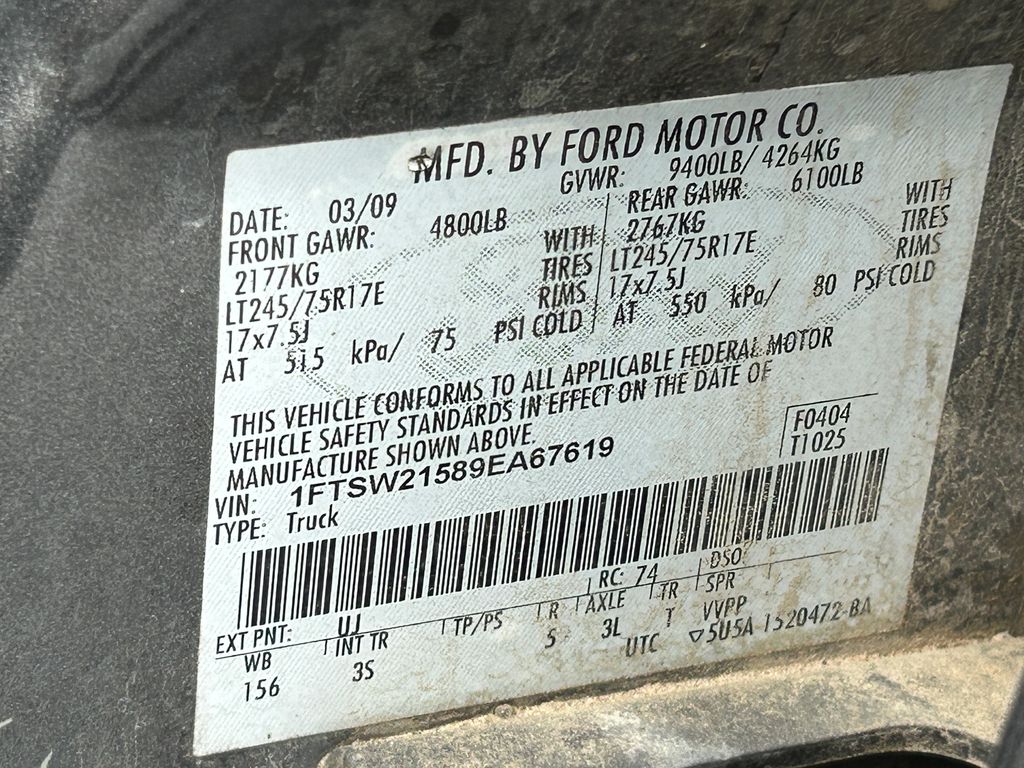 MFD. BY FORD MOTOR CO.
DATE: 03/09 GVWR: 9400LB/ 4264KG
FRONT GAWR: 4800LB REAR GAWR: 6100LB
2177KG WITH 2767KG WITH
LT245/75R17E TIRES LT245/75R17E TIRES
17x7.5J RIMS 17x7.5J RIMS
AT 515 kPa/ 75 PSI COLD AT 550 kPa/ 80 PSI COLD
THIS VEHICLE CONFORMS TO ALL APPLICABLE FEDERAL MOTOR
VEHICLE SAFETY STANDARDS IN EFFECT ON THE DATE OF
MANUFACTURE SHOWN ABOVE.
VIN: 1FTSW21589EA67619 F0404
TYPE: Truck T1025
EXT PNT: UJ RC: 74 DSO:
WB INT TR TP/PS R AXLE TR SPR
156 3S 5 3L T VVPP
UTC ▽5U5A 1520472-BA